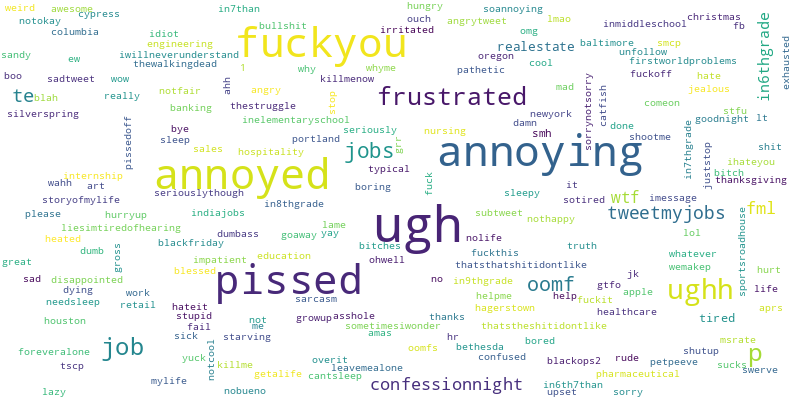 weird awesome in7than hungry christmas
notokay cypress bullshit ouch soannoying lmao inmiddleschool fb
columbia idiot fuckyou irritated angrytweet omg baltimore unfollow smcp in6thgrade exhausted
sandy ew engineering iwillneverunderstand oregon realestate firstworldproblems
boo sadtweet wow thewalkingdead l why whyme pathetic cool fuckoff hate
te blah really notfair ahh angry killmenow frustrated mad catfish comeon jealous
silverspring banking thestruggle stop newyork sorrynotsorry stfu
pissedoff bye inelementaryschool seriously nursing damn smh done goodnight lt
sleep portland grr shootme in7thgrade juststop shit
sales hospitality jobs annoying ihateyou
internship annoyed typical fuck it bitch thanksgiving
wahh art seriouslythough boring sleepy sotired wtf imessage
storyofmylife in8thgrade subtweet tweetmyjobs fml
please hurryup indiajobs lame ugh nothappy sportsroadhouse
liesimtiredofhearing dumbass goaway yay nolife lol
heated dumb gross blackfriday bitches fuckthis truth whatever
great impatient education ohwell thatsthatshitidontlike wemakep
sad disappointed blessed pissed no in9thgrade jk hurt
dying work hateit helpme oomf gtfo apple ughh life
needsleep retail sarcasm hagerstown help fuckit aprs
houston stupid growup asshole thanks healthcare tired
fail not me sometimesiwonder thatstheshitidontlike
sick starving amas hr bored msrate
foreveralone job notcool oomfs bethesda shutup p
tscp yuck killme overit confused blackops2 rude petpeeve sucks
getalife leavemealone pharmaceutical swerve
mylife cantsleep confessionnight in6th7than
lazy nobueno upset sorry